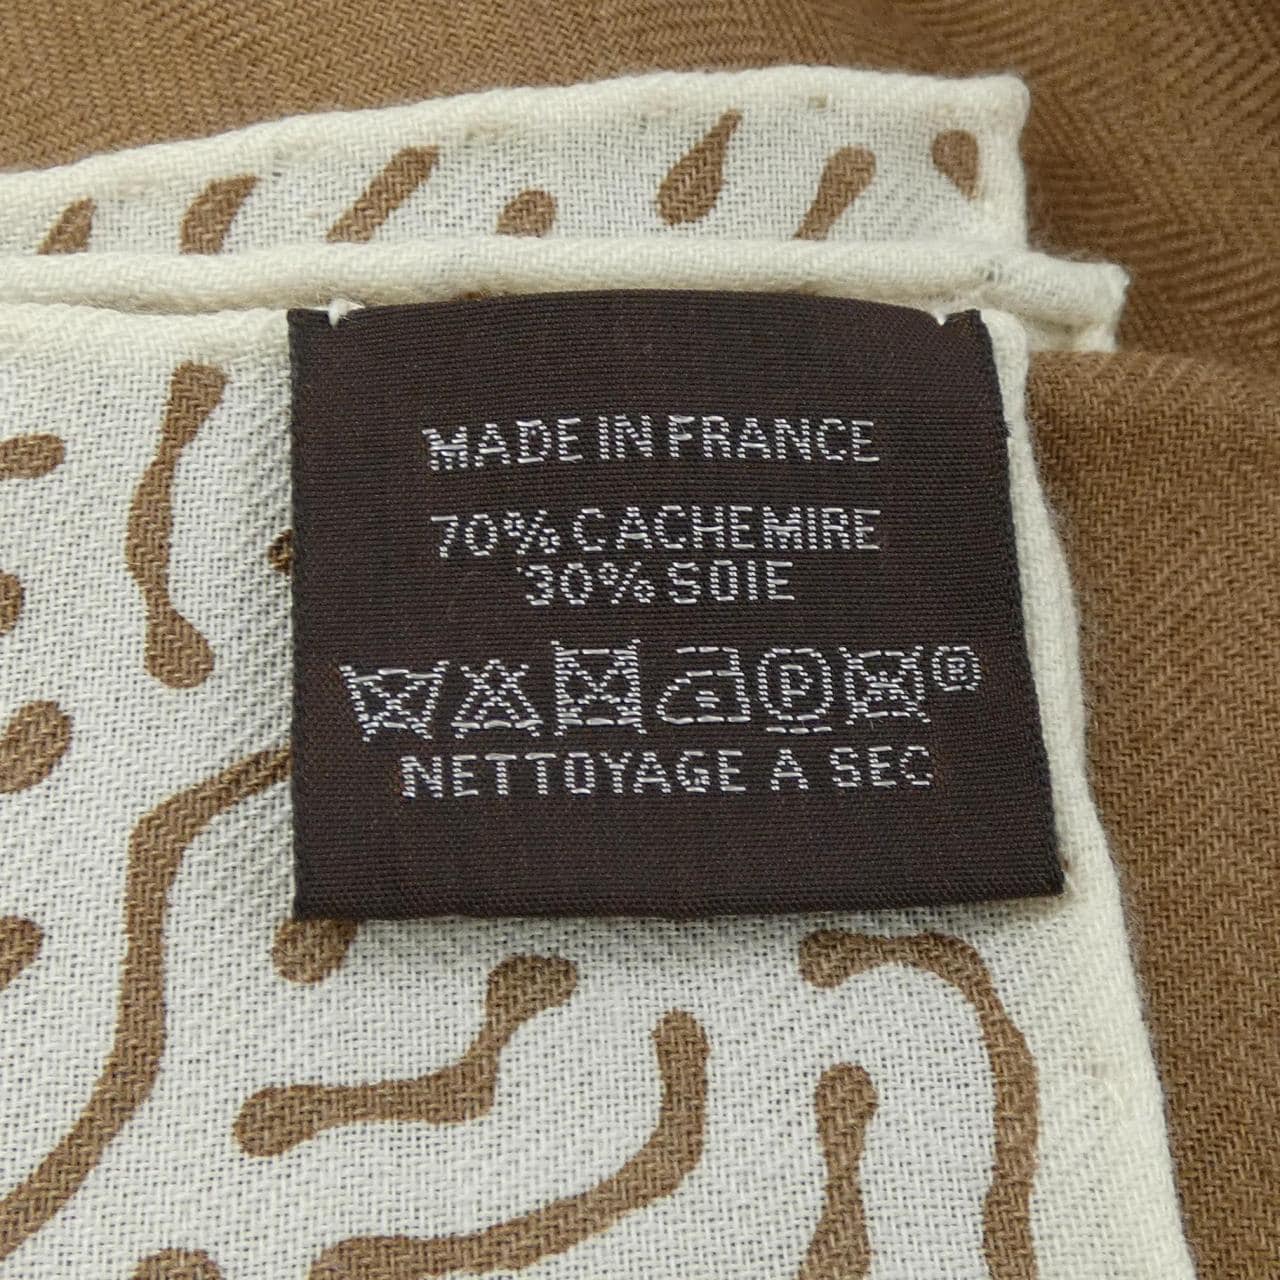 MADE IN FRANCE
70% CACHEMIRE
30% SOIE
P ®
NETTOYAGE A SEC